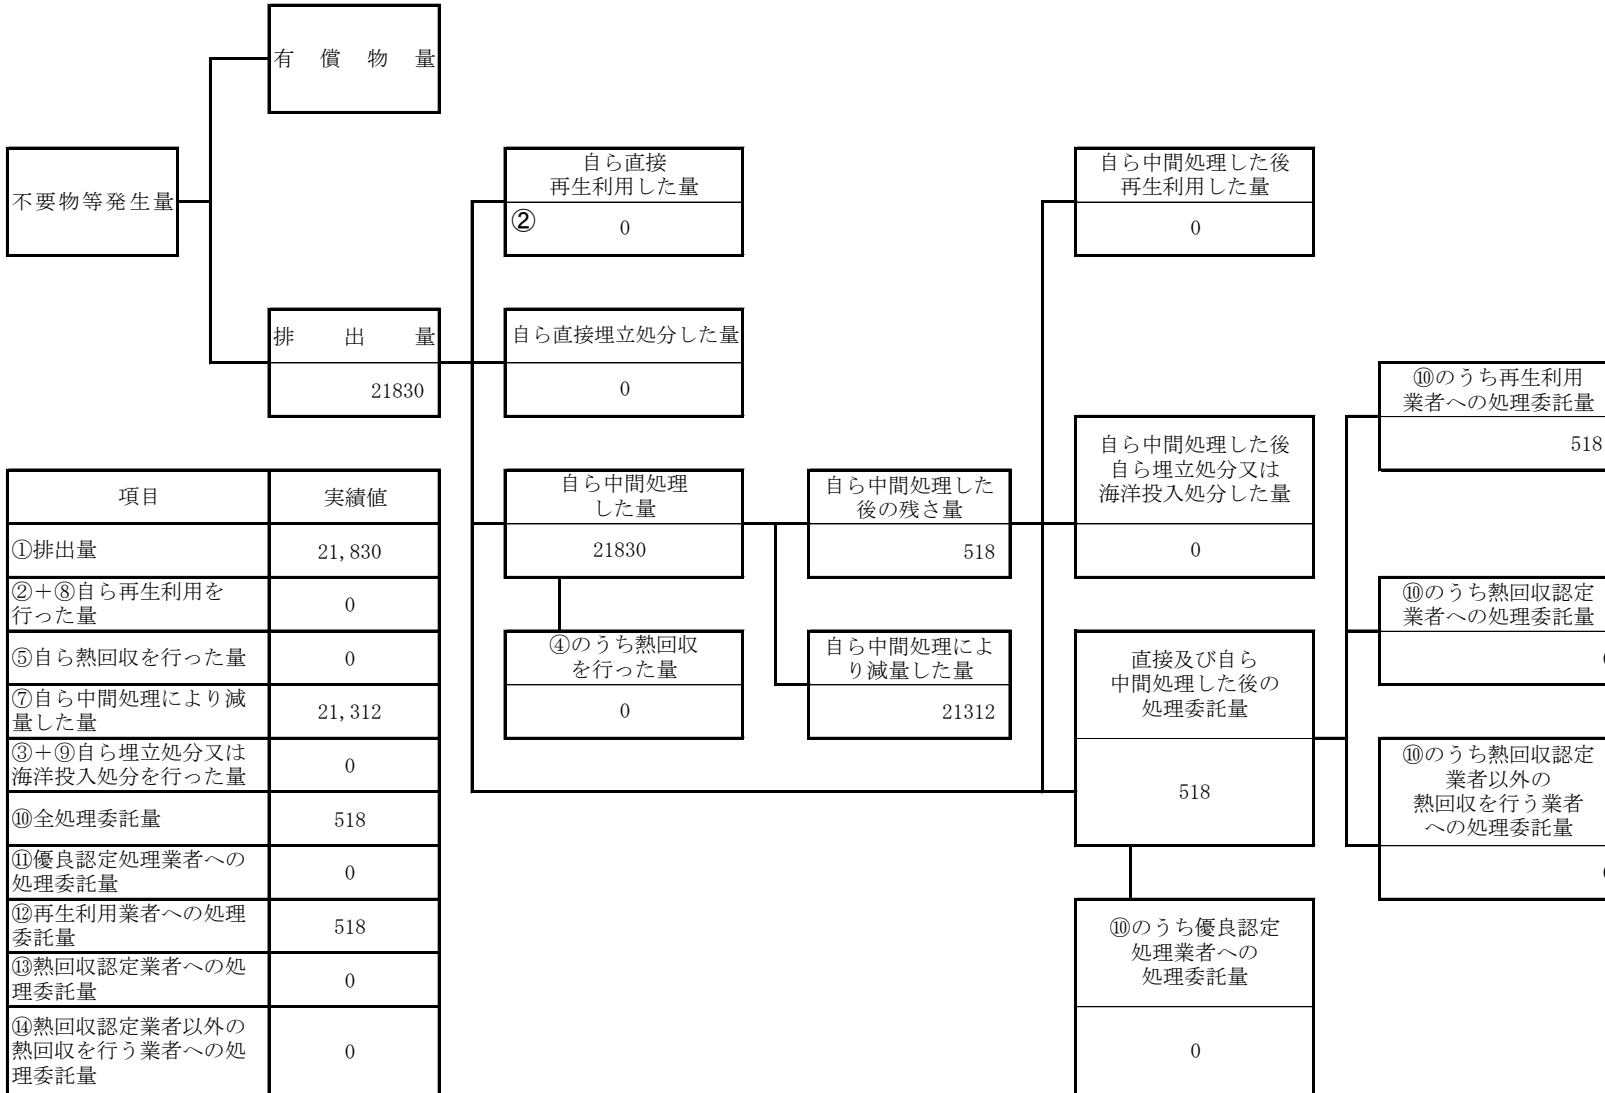 有償物量
不要物等発生量
自ら直接
再生利用した量
②
0
自ら中間処理した後
再生利用した量
0
排出量
21830
自ら直接埋立処分した量
0
⑩のうち再生利用
業者への処理委託量
518
自ら中間処理した後
自ら埋立処分又は
海洋投入処分した量
0
自ら中間処理
した量
21830
自ら中間処理した
後の残さ量
518
④のうち熱回収
を行った量
0
自ら中間処理によ
り減量した量
21312
直接及び自ら
中間処理した後の
処理委託量
518
⑩のうち熱回収認定
業者への処理委託量
⑩のうち熱回収認定
業者以外の
熱回収を行う業者
への処理委託量
⑩のうち優良認定
処理業者への
処理委託量
0
項目 実績値
①排出量 21,830
②+⑧自ら再生利用を
行った量 0
⑤自ら熱回収を行った量 0
⑦自ら中間処理により減
量した量 21,312
③+⑨自ら埋立処分又は
海洋投入処分を行った量 0
⑩全処理委託量 518
⑪優良認定処理業者への
処理委託量 0
⑫再生利用業者への処理
委託量 518
⑬熱回収認定業者への処
理委託量 0
⑭熱回収認定業者以外の
熱回収を行う業者への処
理委託量 0